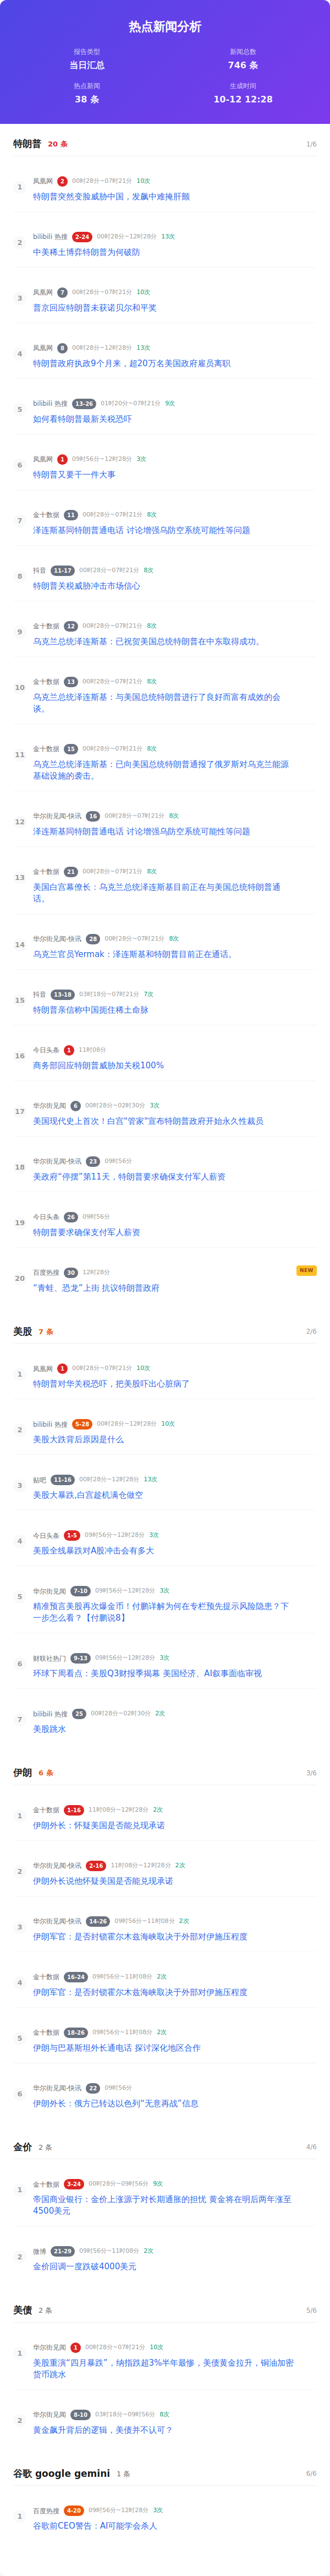 热点新闻分析
报告类型
新闻总数
当日汇总
746 条
热点新闻
生成时间
38 条
10-12 12:28
特朗普 20 条 1/6
1
凤凰网 2 00时28分~07时21分 10次
特朗普突然变脸威胁中国，发飙中难掩肝颤
2
bilibili 热搜 2-24 00时28分~12时28分 13次
中美稀土博弈特朗普为何破防
3
凤凰网 7 00时28分~07时21分 10次
普京回应特朗普未获诺贝尔和平奖
4
凤凰网 8 00时28分~12时28分 13次
特朗普政府执政9个月来，超20万名美国政府雇员离职
5
bilibili 热搜 13-26 01时20分~07时21分 9次
如何看特朗普最新关税恐吓
6
凤凰网 1 09时56分~12时28分 3次
特朗普又要干一件大事
7
金十数据 11 00时28分~07时21分 8次
泽连斯基同特朗普通电话 讨论增强乌防空系统可能性等问题
8
抖音 11-17 00时28分~07时21分 8次
特朗普关税威胁冲击市场信心
9
金十数据 12 00时28分~07时21分 8次
乌克兰总统泽连斯基：已祝贺美国总统特朗普在中东取得成功。
10
金十数据 13 00时28分~07时21分 8次
乌克兰总统泽连斯基：与美国总统特朗普进行了良好而富有成效的会
谈。
11
金十数据 15 00时28分~07时21分 8次
乌克兰总统泽连斯基：已向美国总统特朗普通报了俄罗斯对乌克兰能源
基础设施的袭击。
12
华尔街见闻-快讯 16 00时28分~07时21分 8次
泽连斯基同特朗普通电话 讨论增强乌防空系统可能性等问题
13
金十数据 21 00时28分~07时21分 8次
美国白宫幕僚长：乌克兰总统泽连斯基目前正在与美国总统特朗普通
话。
14
华尔街见闻-快讯 28 00时28分~07时21分 8次
乌克兰官员Yermak：泽连斯基和特朗普目前正在通话。
15
抖音 13-18 03时18分~07时21分 7次
特朗普亲信称中国扼住稀土命脉
16
今日头条 1 11时08分
商务部回应特朗普威胁加关税100%
17
华尔街见闻 6 00时28分~02时30分 3次
美国现代史上首次！白宫"管家"宣布特朗普政府开始永久性裁员
18
华尔街见闻-快讯 23 09时56分
美政府“停摆”第11天，特朗普要求确保支付军人薪资
19
今日头条 26 09时56分
特朗普要求确保支付军人薪资
20
百度热搜 30 12时28分 NEW
“青蛙、恐龙”上街 抗议特朗普政府
美股 7 条 2/6
1
凤凰网 1 00时28分~07时21分 10次
特朗普对华关税恐吓，把美股吓出心脏病了
2
bilibili 热搜 5-28 00时28分~12时28分 10次
美股大跌背后原因是什么
3
贴吧 11-16 00时28分~12时28分 13次
美股大暴跌,白宫趁机满仓做空
4
今日头条 1-5 09时56分~12时28分 3次
美股全线暴跌对A股冲击会有多大
5
华尔街见闻 7-10 09时56分~12时28分 3次
精准预言美股再次爆金币！付鹏详解为何在专栏预先提示风险隐患？下
一步怎么看？【付鹏说8】
6
财联社热门 9-13 09时56分~12时28分 3次
环球下周看点：美股Q3财报季揭幕 美国经济、AI叙事面临审视
7
bilibili 热搜 25 00时28分~02时30分 2次
美股跳水
伊朗 6 条 3/6
1
金十数据 1-16 11时08分~12时28分 2次
伊朗外长：怀疑美国是否能兑现承诺
2
华尔街见闻-快讯 2-16 11时08分~12时28分 2次
伊朗外长说他怀疑美国是否能兑现承诺
3
华尔街见闻-快讯 14-26 09时56分~11时08分 2次
伊朗军官：是否封锁霍尔木兹海峡取决于外部对伊施压程度
4
金十数据 16-24 09时56分~11时08分 2次
伊朗军官：是否封锁霍尔木兹海峡取决于外部对伊施压程度
5
金十数据 18-26 09时56分~11时08分 2次
伊朗与巴基斯坦外长通电话 探讨深化地区合作
6
华尔街见闻-快讯 22 09时56分
伊朗外长：俄方已转达以色列“无意再战”信息
金价 2 条 4/6
1
金十数据 3-24 00时28分~09时56分 9次
帝国商业银行：金价上涨源于对长期通胀的担忧 黄金将在明后两年涨至
4500美元
2
微博 21-29 09时56分~11时08分 2次
金价回调一度跌破4000美元
美债 2 条 5/6
1
华尔街见闻 1 00时28分~07时21分 10次
美股重演“四月暴跌”，纳指跌超3%半年最惨，美债黄金拉升，铜油加密
货币跳水
2
华尔街见闻 8-10 03时18分~09时56分 8次
黄金飙升背后的逻辑，美债并不认可？
谷歌 google gemini 1 条 6/6
1
百度热搜 4-20 09时56分~12时28分 3次
谷歌前CEO警告：AI可能学会杀人